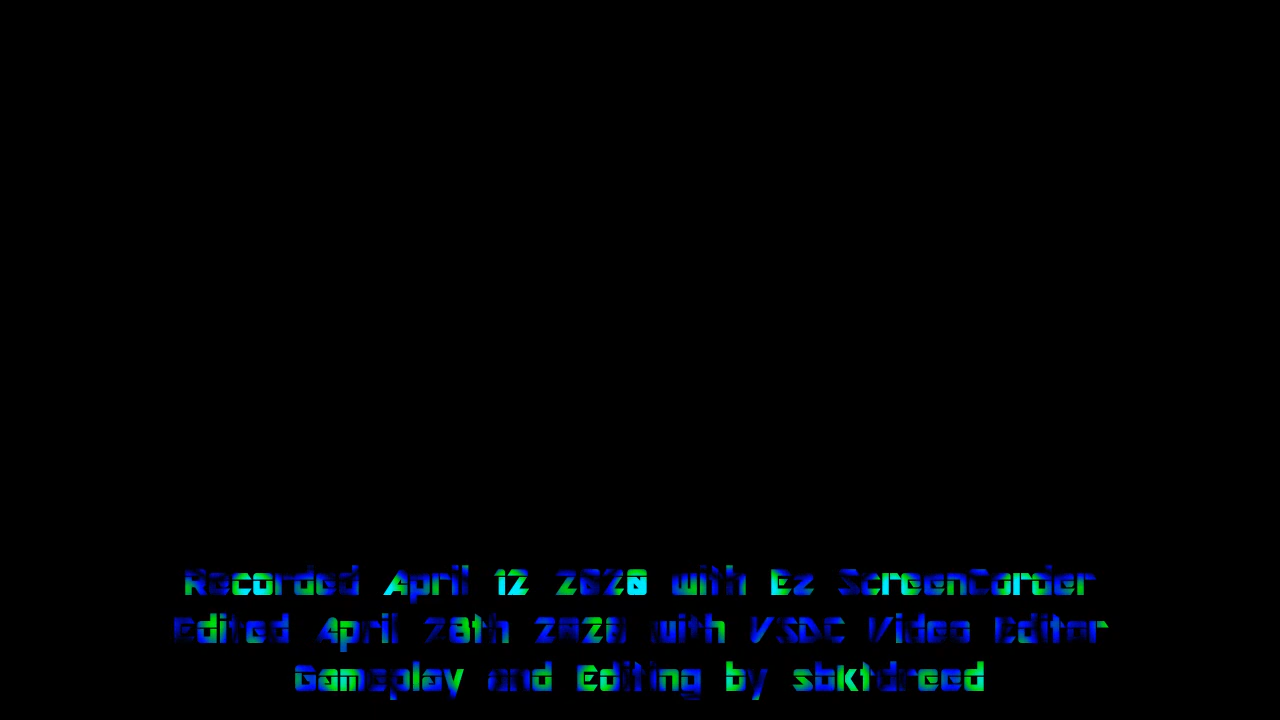 Recorded April 12 2020 with Ez ScreenCorder
Edited April 28th 2020 with VSDC Video Editor
Gameplay and Editing by sbktdreed